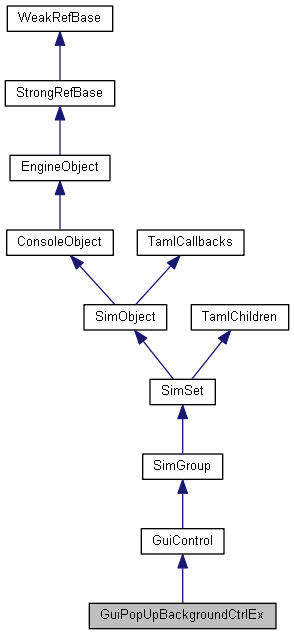 WeakRefBase
StrongRefBase
EngineObject
ConsoleObject
TamlCallbacks
SimObject
TamlChildren
SimSet
SimGroup
GuiControl
GuiPopUpBackgroundCtrlEx